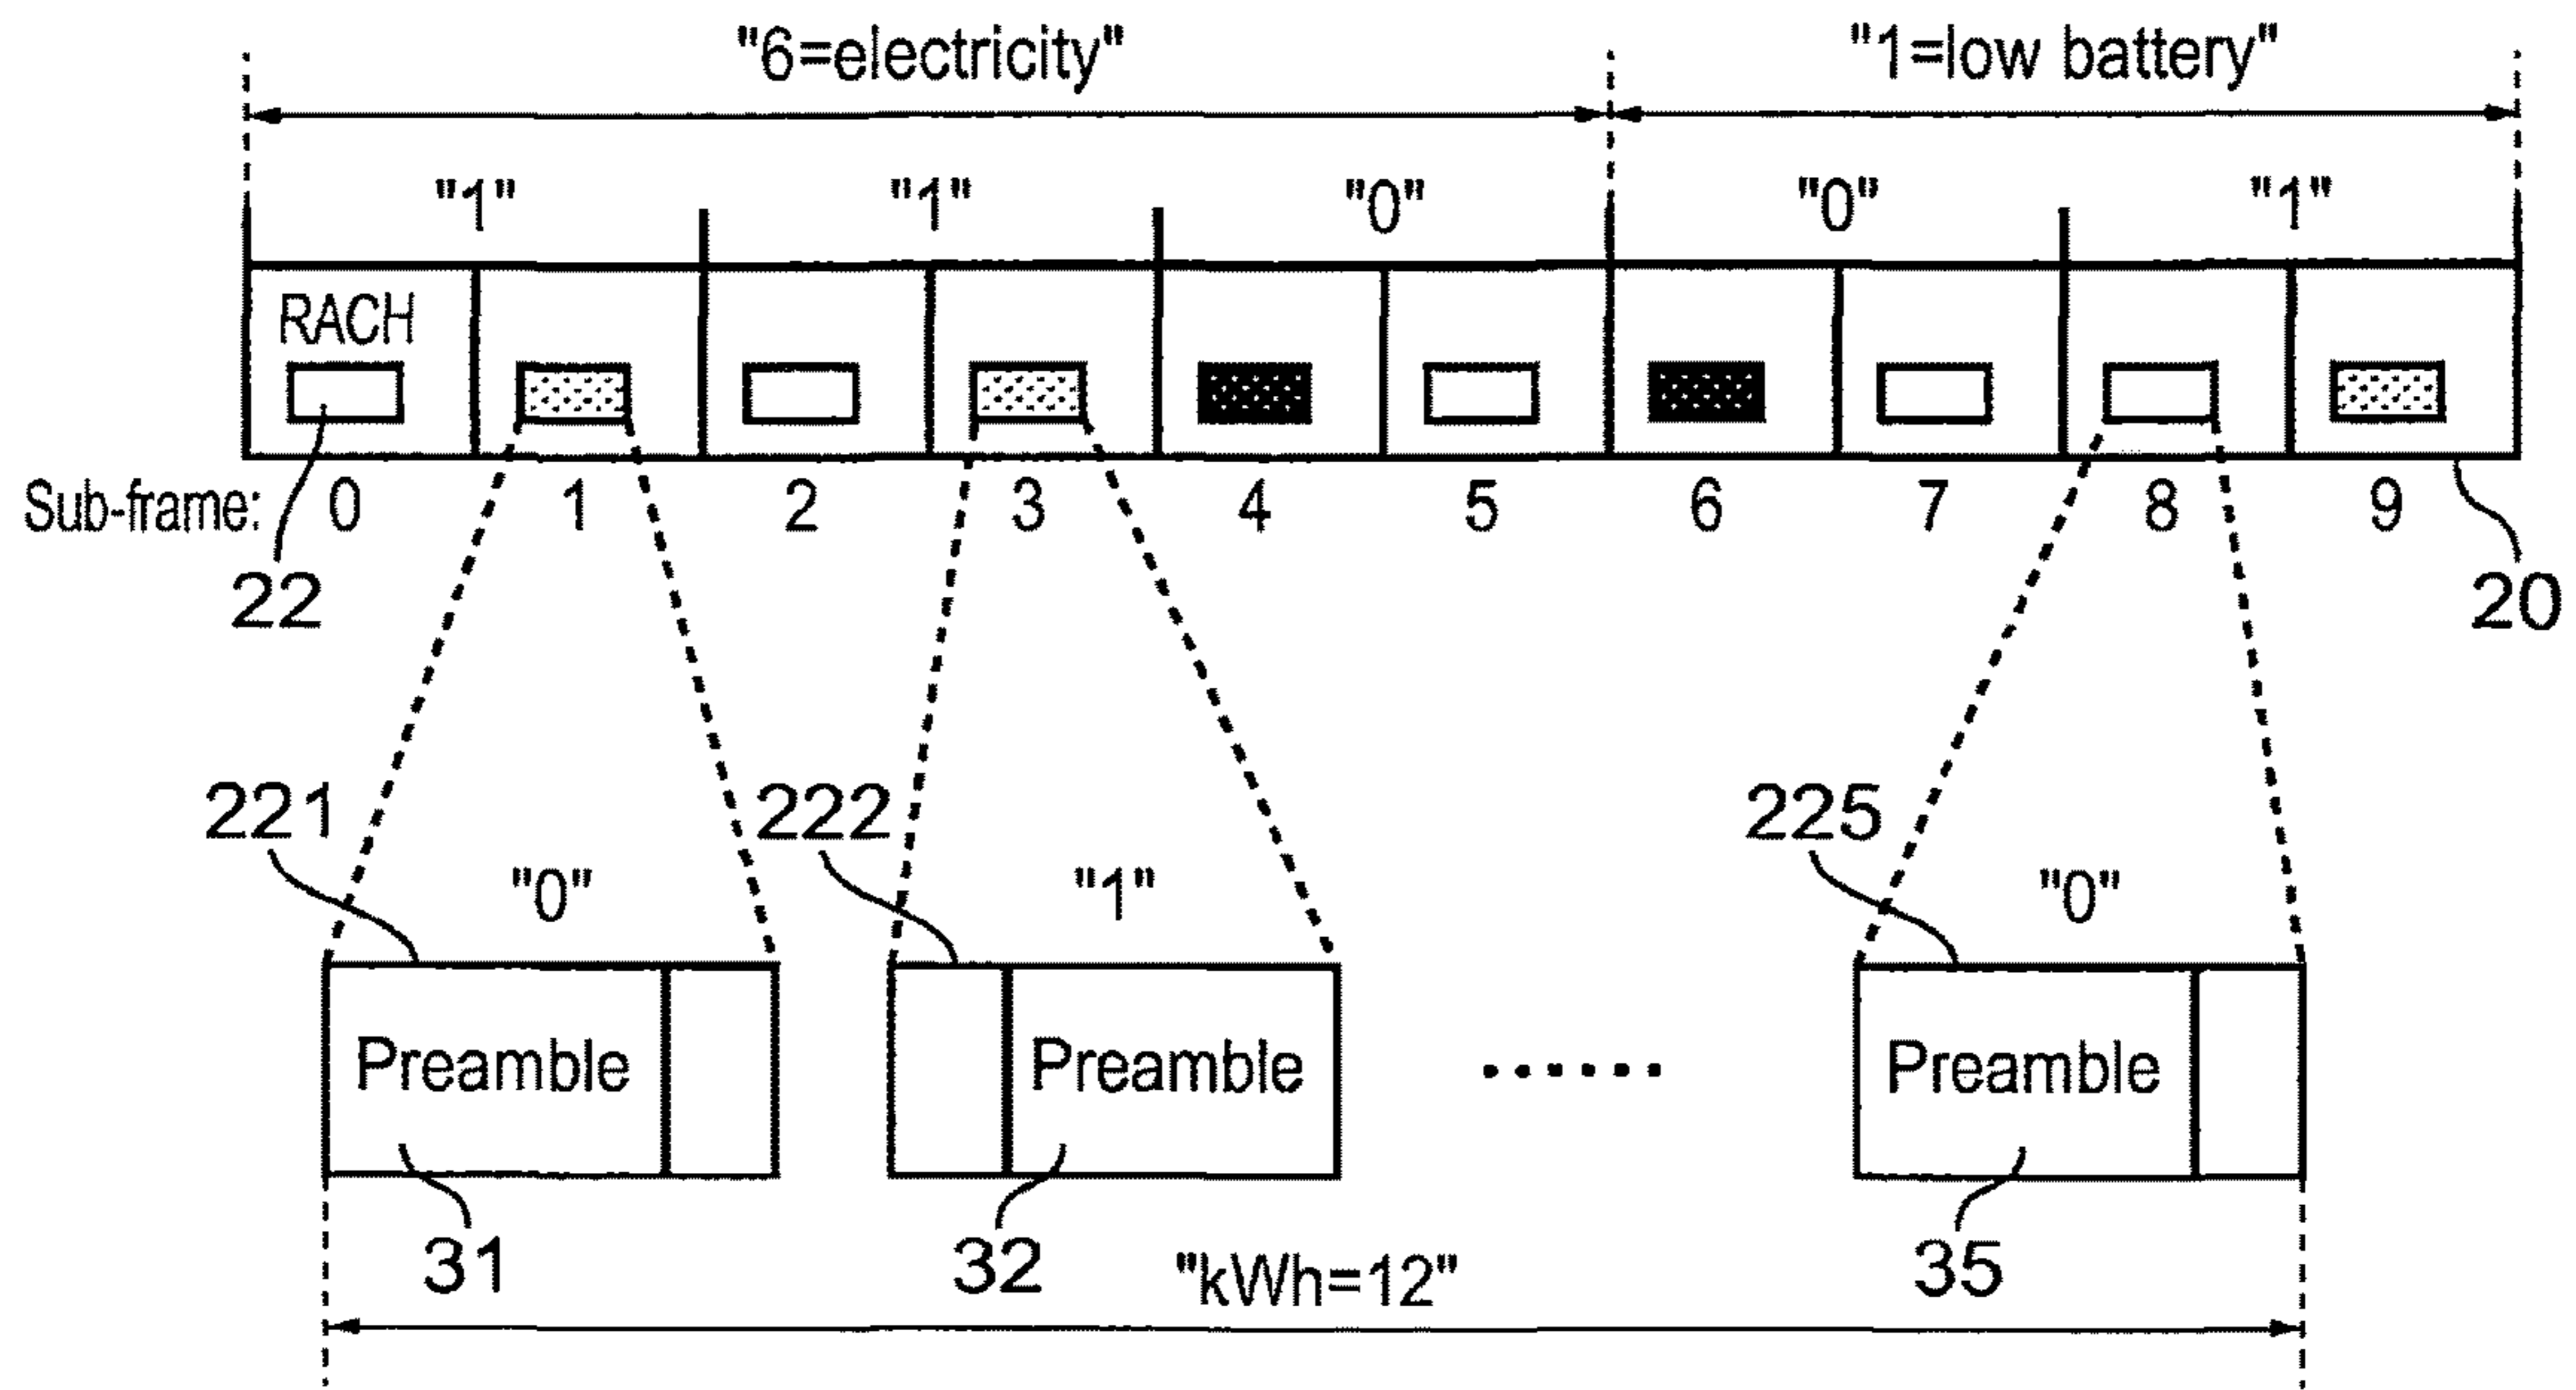 "6=electricity" "1=low battery"
"1" "1" "0" "0" "1"
RACH
Sub-frame: 0 1 2 3 4 5 6 7 8 9
22 20
221 222 225
"0" "1" "0"
Preamble Preamble Preamble
31 32 35
"kWh=12"